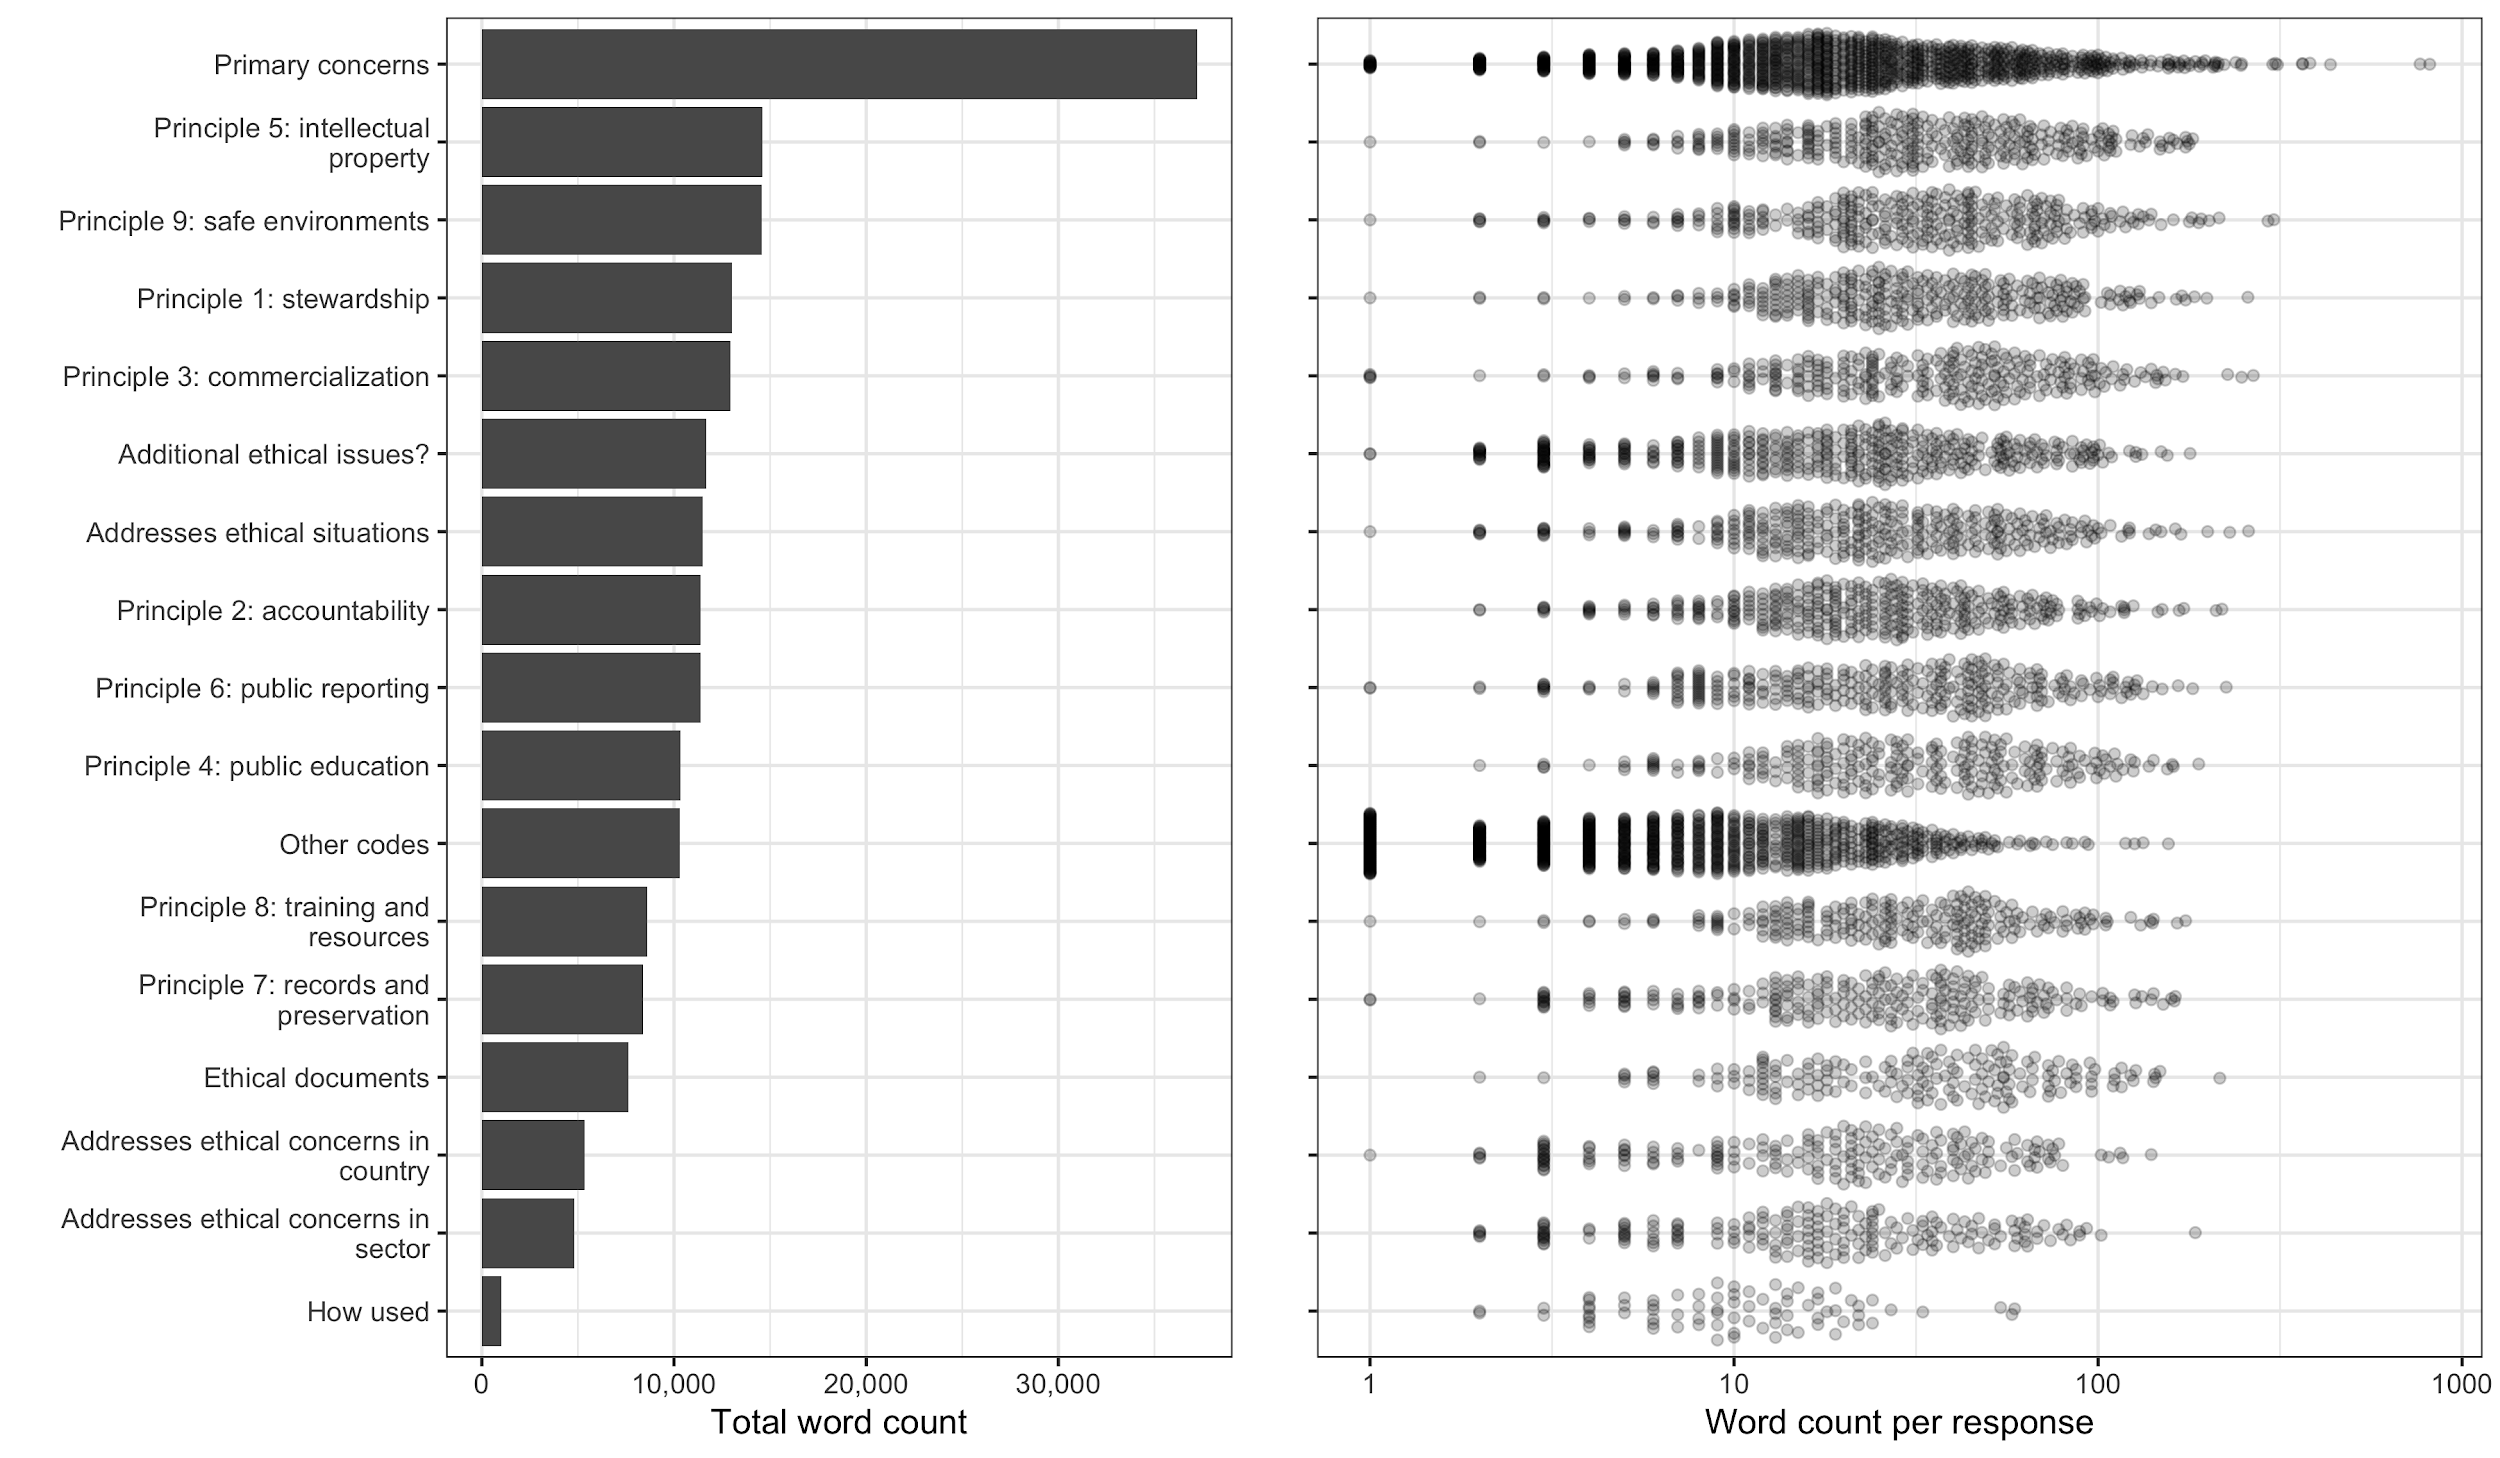 Primary concerns
Principle 5: intellectual
property
Principle 9: safe environments
Principle 1: stewardship
Principle 3: commercialization
Additional ethical issues?
Addresses ethical situations
Principle 2: accountability
Principle 6: public reporting
Principle 4: public education
Other codes
Principle 8: training and
resources
Principle 7: records and
preservation
Ethical documents
Addresses ethical concerns in
country
Addresses ethical concerns in
sector
How used
0 10,000 20,000 30,000
Total word count
1 10 100 1000
Word count per response